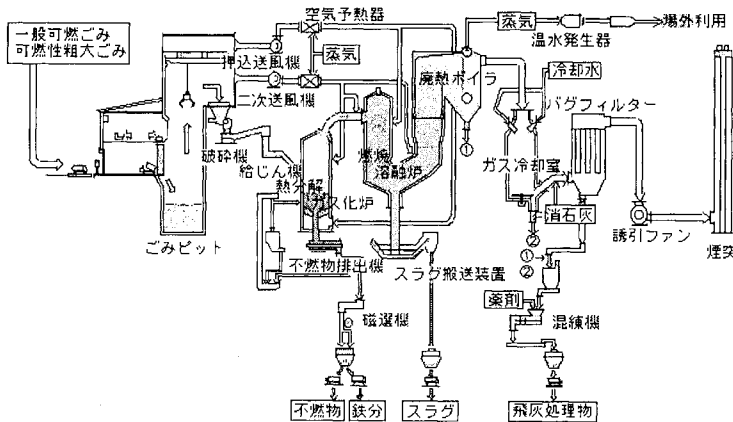 一般可燃ごみ
可燃性粗大ごみ
空気予熱器
押込送風機
蒸気
二次送風機
蒸気
温水発生器
場外利用
廃熱ボイラ
冷却水
バグフィルター
破砕機
給じん機
燃焼
溶融炉
ガス冷却室
熱分解
ガス化炉
①
消石灰
②
誘引ファン
煙突
ごみピット
不燃物排出機
スラグ搬送装置
①
②
薬剤
混練機
磁選機
不燃物
鉄分
スラグ
飛灰処理物